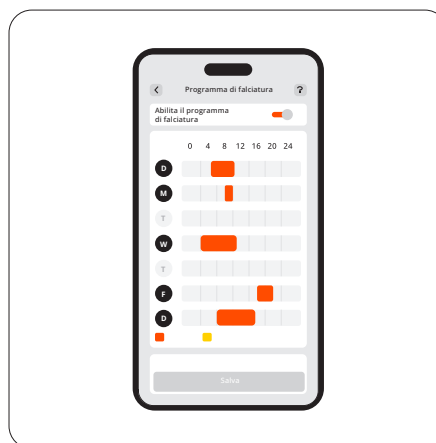 Programma di falciatura
?
Abilita il programma
di falciatura
0 4 8 12 16 20 24
D
M
T
W
T
F
D
Salva